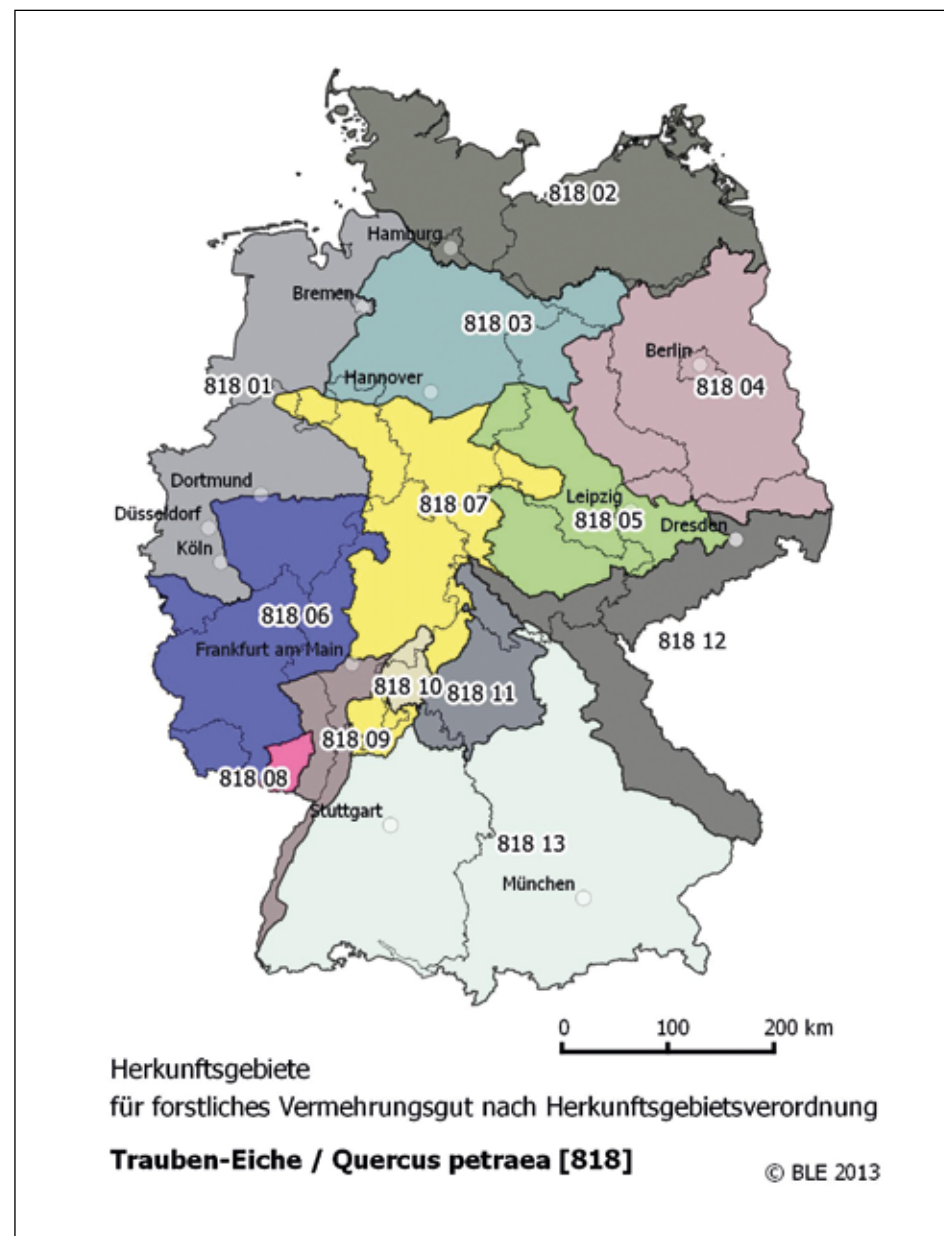 818 02
Hamburg
Bremen
818 03
Berlin
818 04
Hannover
818 01
Dortmund
Düsseldorf
Köln
818 07
Leipzig
818 05
Dresden
818 06
Frankfurt am Main
818 12
818 10
818 11
818 09
818 08
Stuttgart
818 13
München
0 100 200 km
Herkunftsgebiete
für forstliches Vermehrungsgut nach Herkunftsgebietsverordnung
Trauben-Eiche / Quercus petraea [818]
© BLE 2013